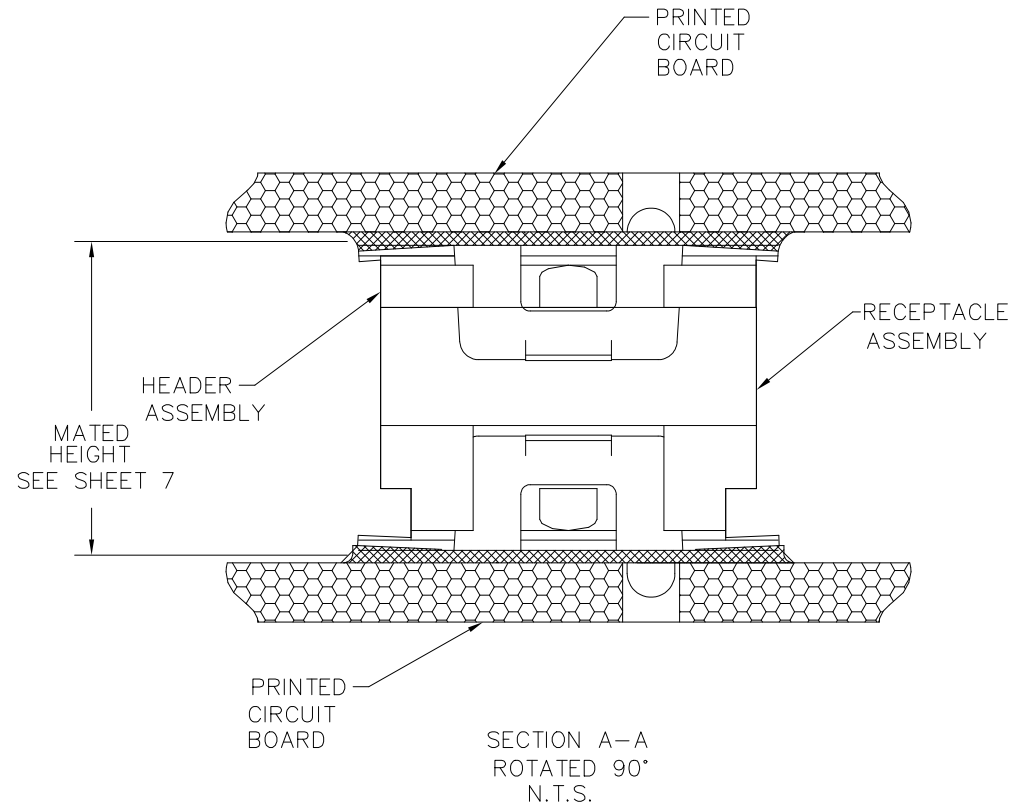 PRINTED
CIRCUIT
BOARD
RECEPTACLE
ASSEMBLY
HEADER
ASSEMBLY
MATED
HEIGHT
SEE SHEET 7
PRINTED
CIRCUIT
BOARD
SECTION A-A
ROTATED 90°
N.T.S.